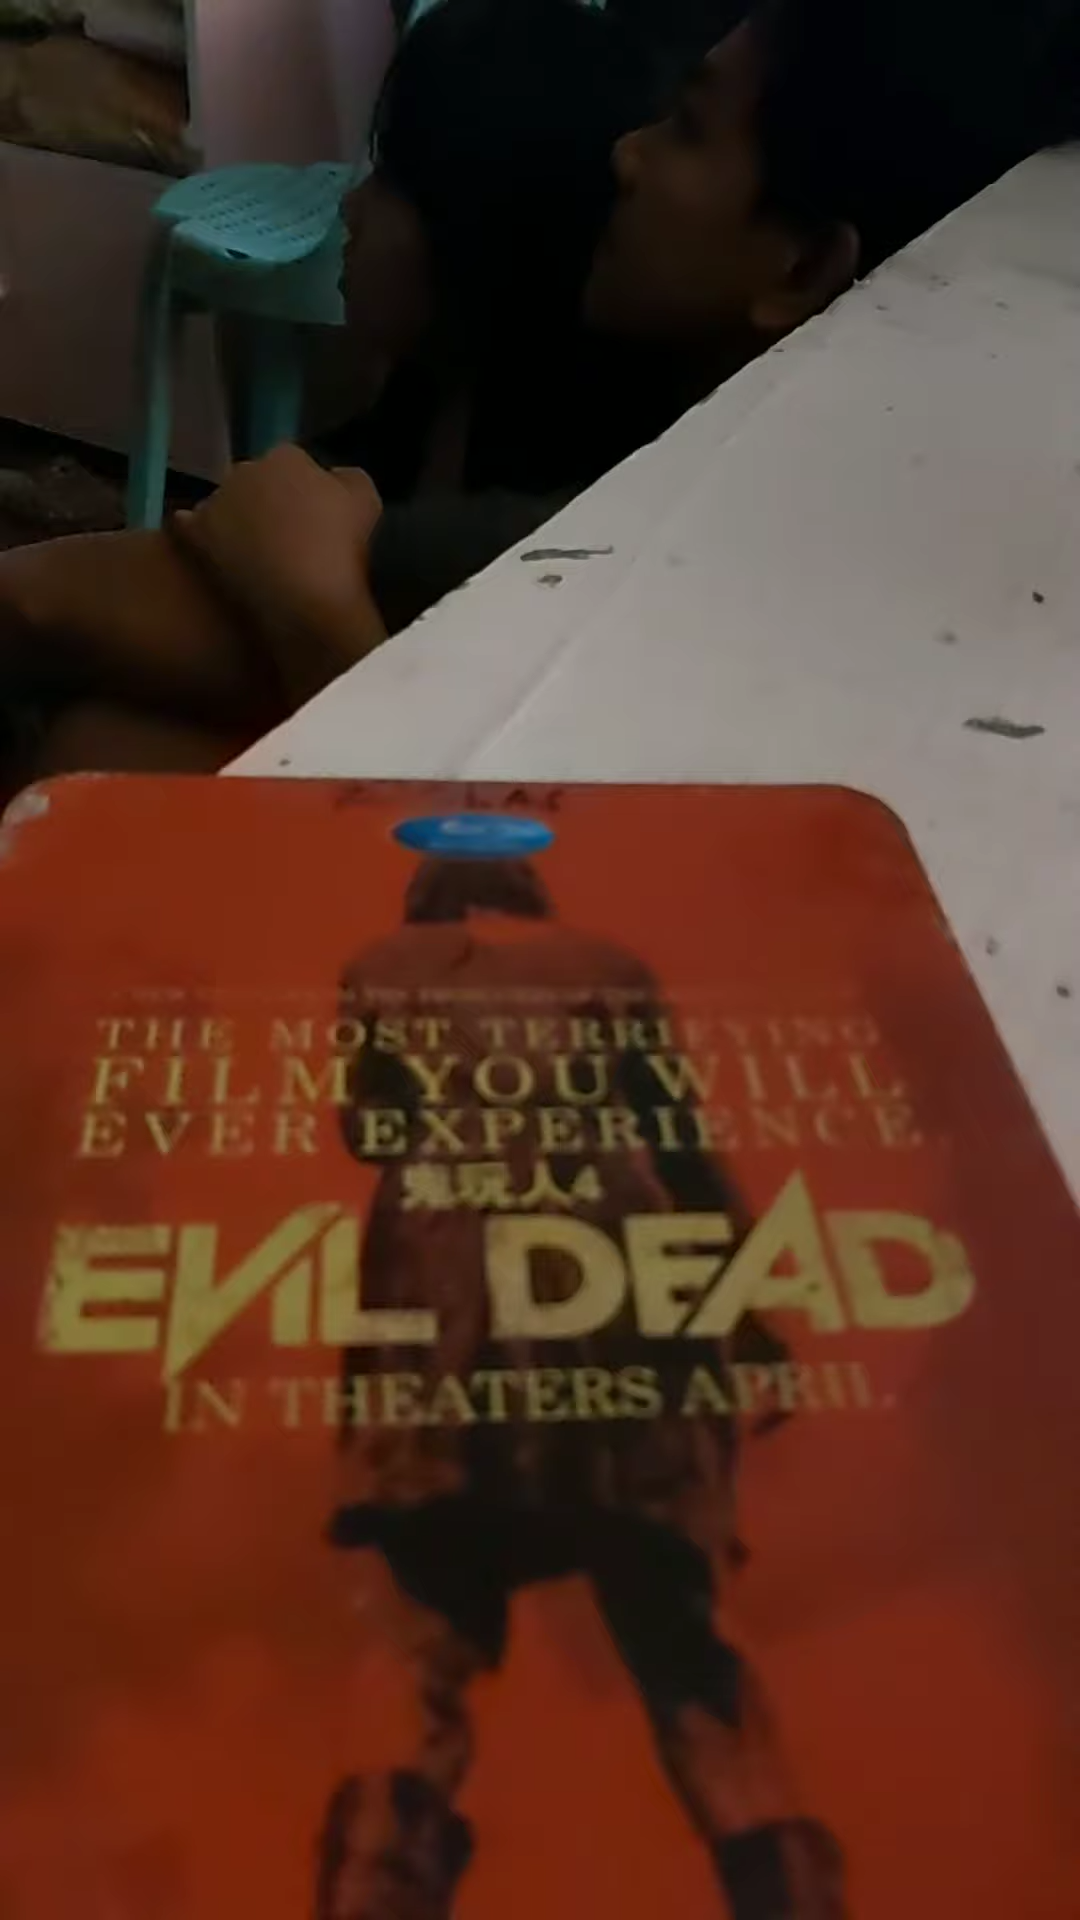 THE MOST TERRIFYING
FILM YOU WILL
EVER EXPERIENCE.
鬼玩人4
EVIL DEAD
IN THEATERS APRIL.